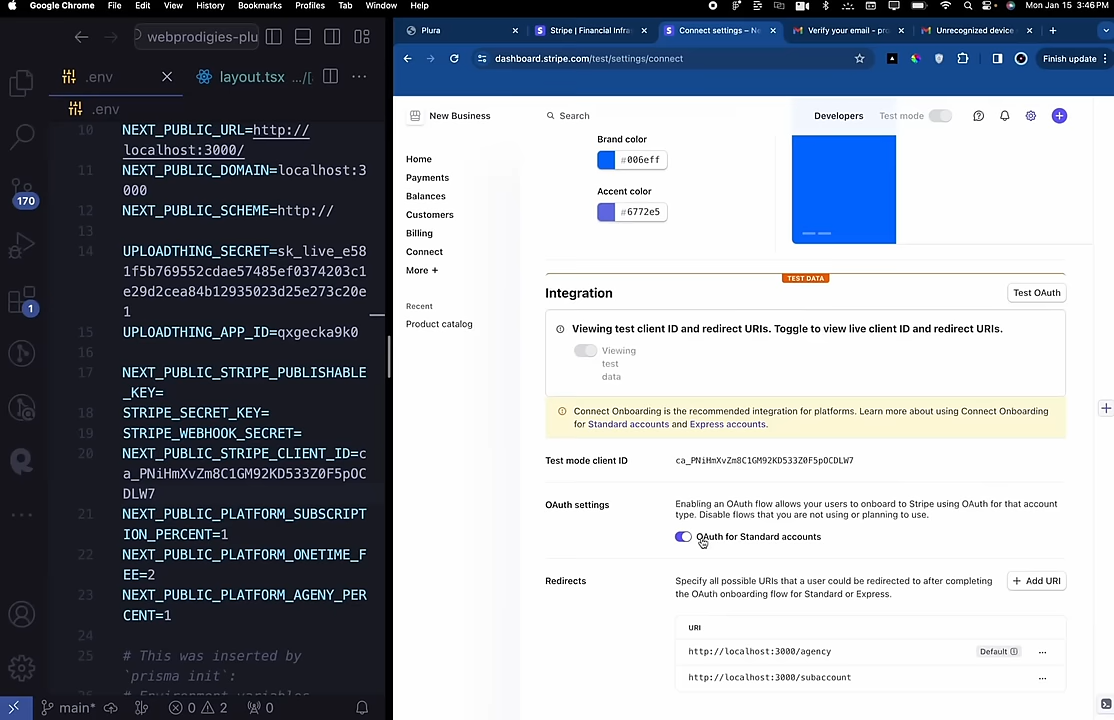 Google Chrome File Edit View History Bookmarks Profiles Tab Window Help
Mon Jan 15 3:46PM
webprodigies-plu
.env
layout.tsx .../[
.env
10 NEXT_PUBLIC_URL=http://
localhost:3000/
11 NEXT_PUBLIC_DOMAIN=localhost:3
000
12 NEXT_PUBLIC_SCHEME=http://
13
14 UPLOADTHING_SECRET=sk_live_e58
1f5b769552cdae57485ef0374203c1
e29d2cea84b12935023d25e273c20e
1
15 UPLOADTHING_APP_ID=qxgecka9k0
16
17 NEXT_PUBLIC_STRIPE_PUBLISHABLE
_KEY=
18 STRIPE_SECRET_KEY=
19 STRIPE_WEBHOOK_SECRET=
20 NEXT_PUBLIC_STRIPE_CLIENT_ID=c
a_PNiHmXvZm8C1GM92KD533Z0F5pOC
DLW7
21 NEXT_PUBLIC_PLATFORM_SUBSCRIPT
ION_PERCENT=1
22 NEXT_PUBLIC_PLATFORM_ONETIME_F
EE=2
23 NEXT_PUBLIC_PLATFORM_AGENY_PER
CENT=1
24
25 # This was inserted by
`prisma init`:
26 # Environment variables
170
1
main* 0 2 0
Plura
Stripe | Financial Infra
Connect settings – Ne
Verify your email - pro
Unrecognized device
dashboard.stripe.com/test/settings/connect
Finish update
New Business
Search
Developers
Test mode
Home
Payments
Balances
Customers
Billing
Connect
More +
Recent
Product catalog
Brand color
#006eff
Accent color
#6772e5
TEST DATA
Integration
Test OAuth
Viewing test client ID and redirect URIs. Toggle to view live client ID and redirect URIs.
Viewing
test
data
Connect Onboarding is the recommended integration for platforms. Learn more about using Connect Onboarding
for Standard accounts and Express accounts.
Test mode client ID
ca_PNiHmXvZm8C1GM92KD533Z0F5pOCDLW7
OAuth settings
Enabling an OAuth flow allows your users to onboard to Stripe using OAuth for that account
type. Disable flows that you are not using or planning to use.
OAuth for Standard accounts
Redirects
Specify all possible URIs that a user could be redirected to after completing
the OAuth onboarding flow for Standard or Express.
+ Add URI
URI
http://localhost:3000/agency
Default
http://localhost:3000/subaccount